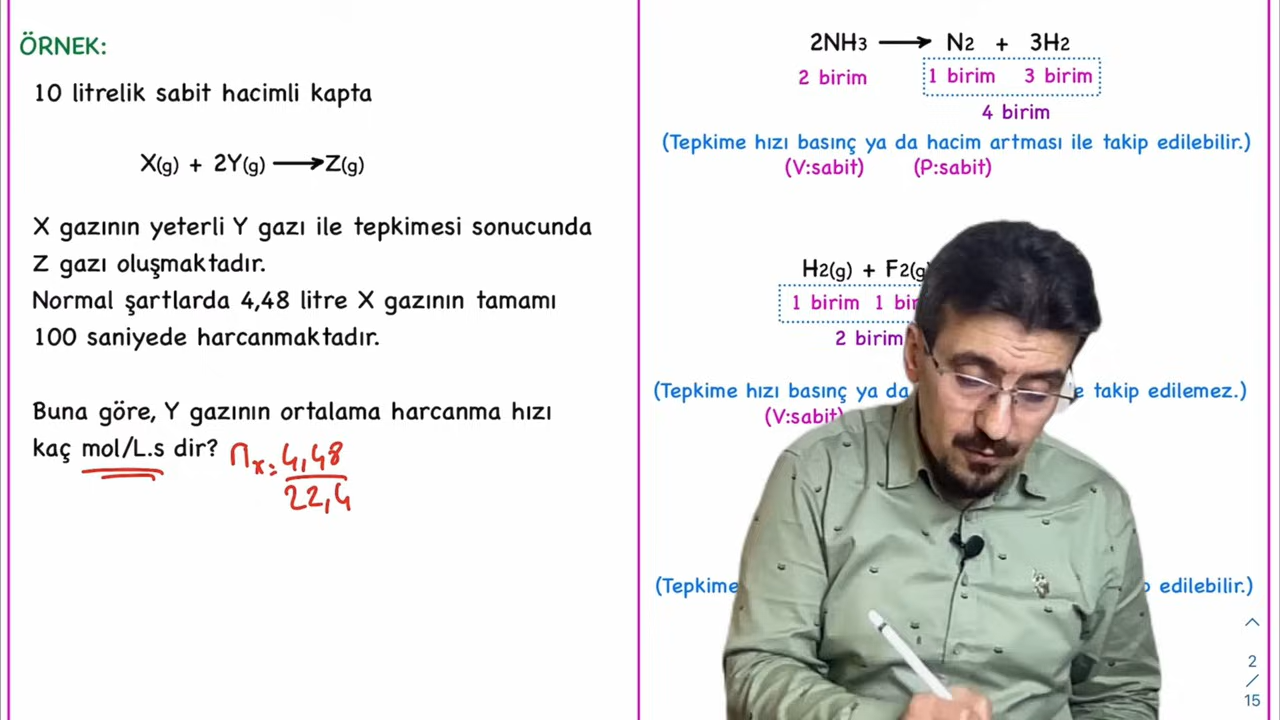 ÖRNEK:
10 litrelik sabit hacimli kapta
X(g) + 2Y(g) ⟶ Z(g)
X gazının yeterli Y gazı ile tepkimesi sonucunda
Z gazı oluşmaktadır.
Normal şartlarda 4,48 litre X gazının tamamı
100 saniyede harcanmaktadır.
Buna göre, Y gazının ortalama harcanma hızı
kaç mol/L.s dir?
nx = 4,48
22,4
2NH3 ⟶ N2 + 3H2
2 birim 1 birim 3 birim
4 birim
(Tepkime hızı basınç ya da hacim artması ile takip edilebilir.)
(V:sabit) (P:sabit)
H2(g) + F2(g
1 birim 1 bir
2 birim
(Tepkime hızı basınç ya da e takip edilemez.)
(V:sabit)
(Tepkime edilebilir.)
2
/
15